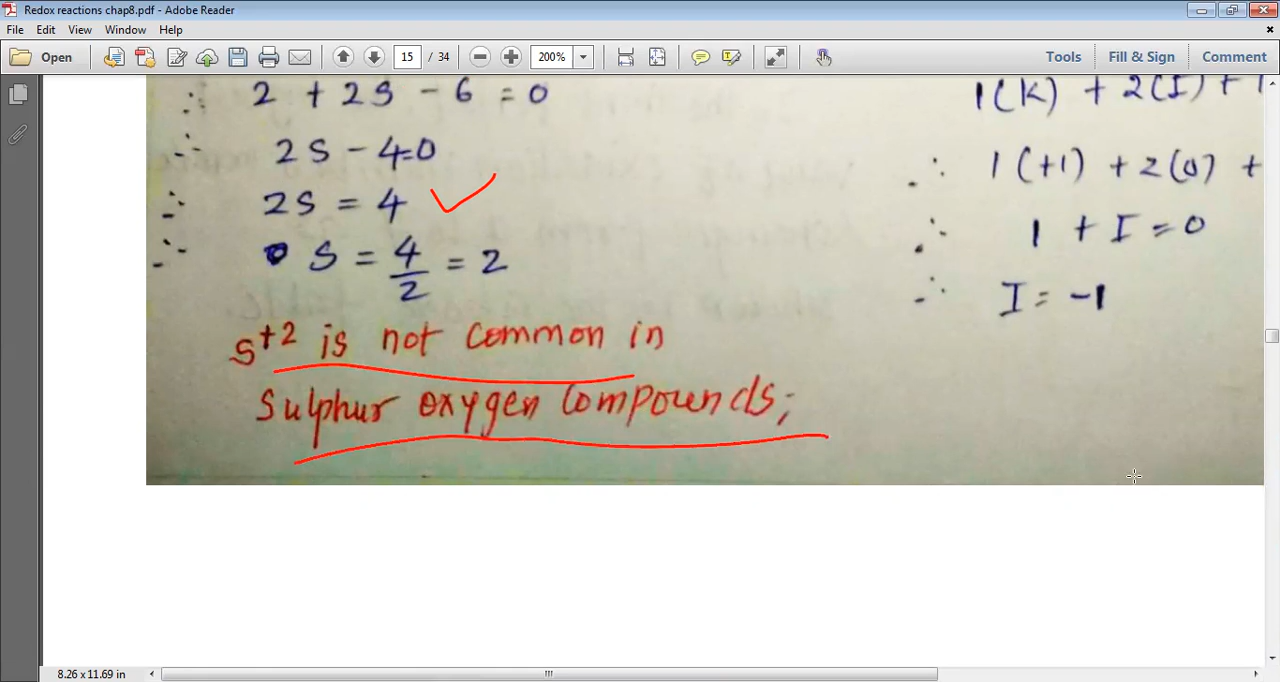 Redox reactions chap8.pdf - Adobe Reader
File Edit View Window Help
Open 15 / 34 200% Tools Fill & Sign Comment
∴ 2 + 2S - 6 = 0
∴ 2S - 4=0
∴ 2S = 4
∴ S = 4/2 = 2
S+2 is not common in
Sulphur oxygen compounds;
1(K) + 2(I) +
∴ 1(+1) + 2(0) +
∴ 1 + I = 0
∴ I = -1
8.26 x 11.69 in